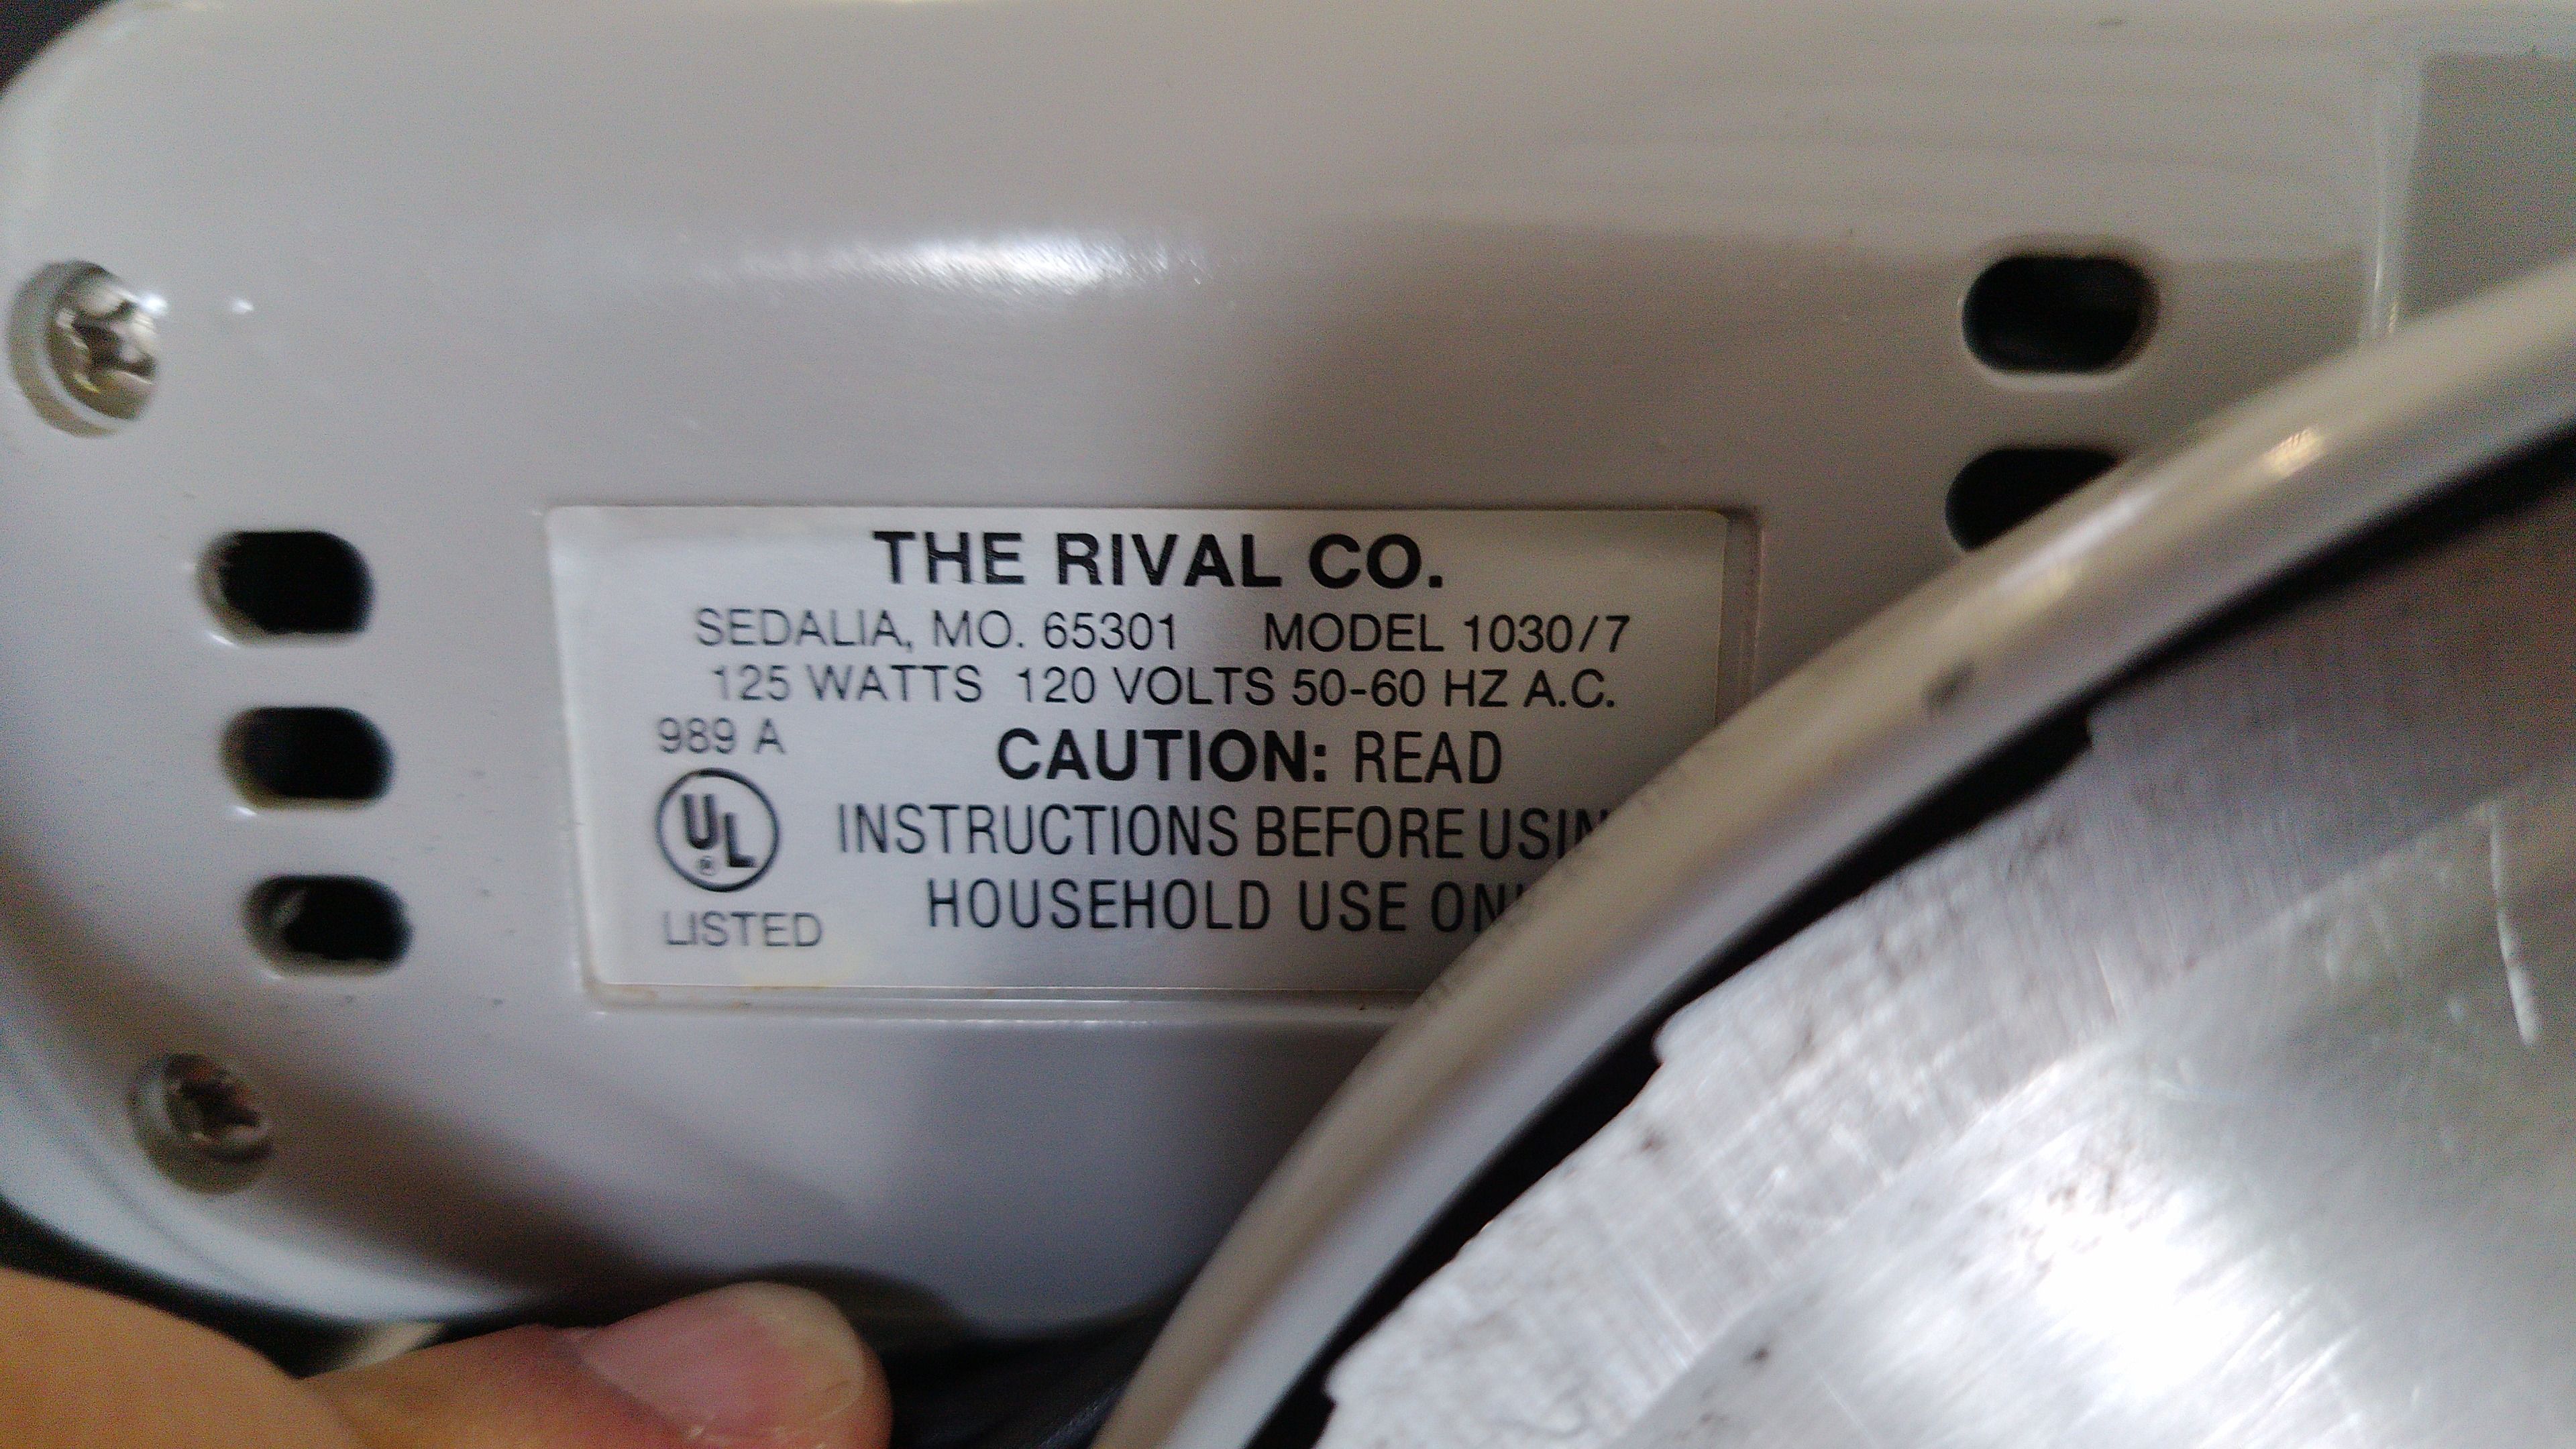 THE RIVAL CO.
SEDALIA, MO. 65301 MODEL 1030/7
125 WATTS 120 VOLTS 50-60 HZ A.C.
989 A
CAUTION: READ
INSTRUCTIONS BEFORE
HOUSEHOLD USE
UL
®
LISTED